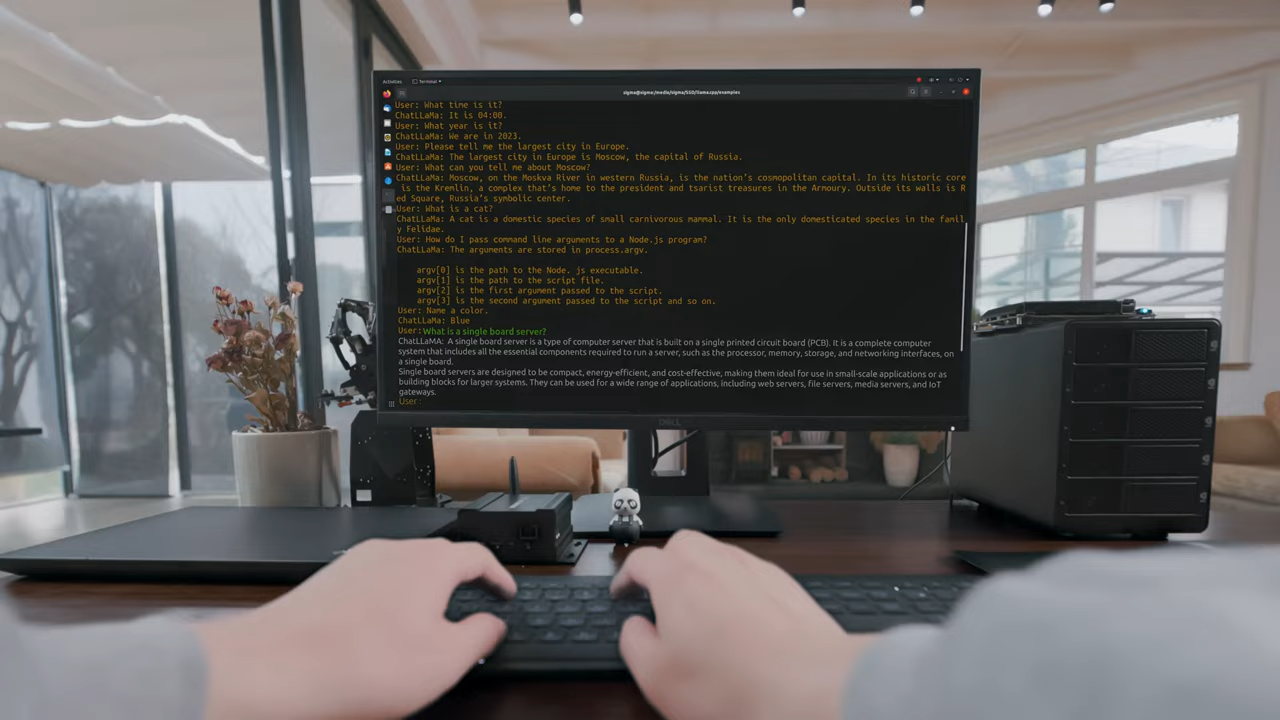 Activities Terminal
sigma@sigma:/media/sigma/SSD/llama.cpp/examples
User: What time is it?
ChatLLaMa: It is 04:00.
User: What year is it?
ChatLLaMa: We are in 2023.
User: Please tell me the largest city in Europe.
ChatLLaMa: The largest city in Europe is Moscow, the capital of Russia.
User: What can you tell me about Moscow?
ChatLLaMa: Moscow, on the Moskva River in western Russia, is the nation's cosmopolitan capital. In its historic core
is the Kremlin, a complex that's home to the president and tsarist treasures in the Armoury. Outside its walls is R
ed Square, Russia's symbolic center.
User: What is a cat?
ChatLLaMa: A cat is a domestic species of small carnivorous mammal. It is the only domesticated species in the famil
y Felidae.
User: How do I pass command line arguments to a Node.js program?
ChatLLaMa: The arguments are stored in process.argv.
argv[0] is the path to the Node. js executable.
argv[1] is the path to the script file.
argv[2] is the first argument passed to the script.
argv[3] is the second argument passed to the script and so on.
User: Name a color.
ChatLLaMa: Blue
User: What is a single board server?
ChatLLaMA: A single board server is a type of computer server that is built on a single printed circuit board (PCB). It is a complete computer
system that includes all the essential components required to run a server, such as the processor, memory, storage, and networking interfaces, on
a single board.
Single board servers are designed to be compact, energy-efficient, and cost-effective, making them ideal for use in small-scale applications or as
building blocks for larger systems. They can be used for a wide range of applications, including web servers, file servers, media servers, and IoT
gateways.
User:
DELL